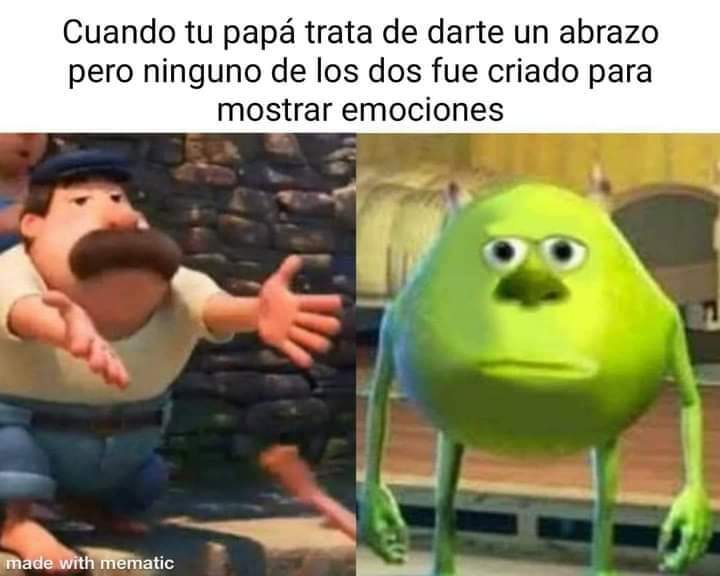 Cuando tu papá trata de darte un abrazo
pero ninguno de los dos fue criado para
mostrar emociones
made with mematic